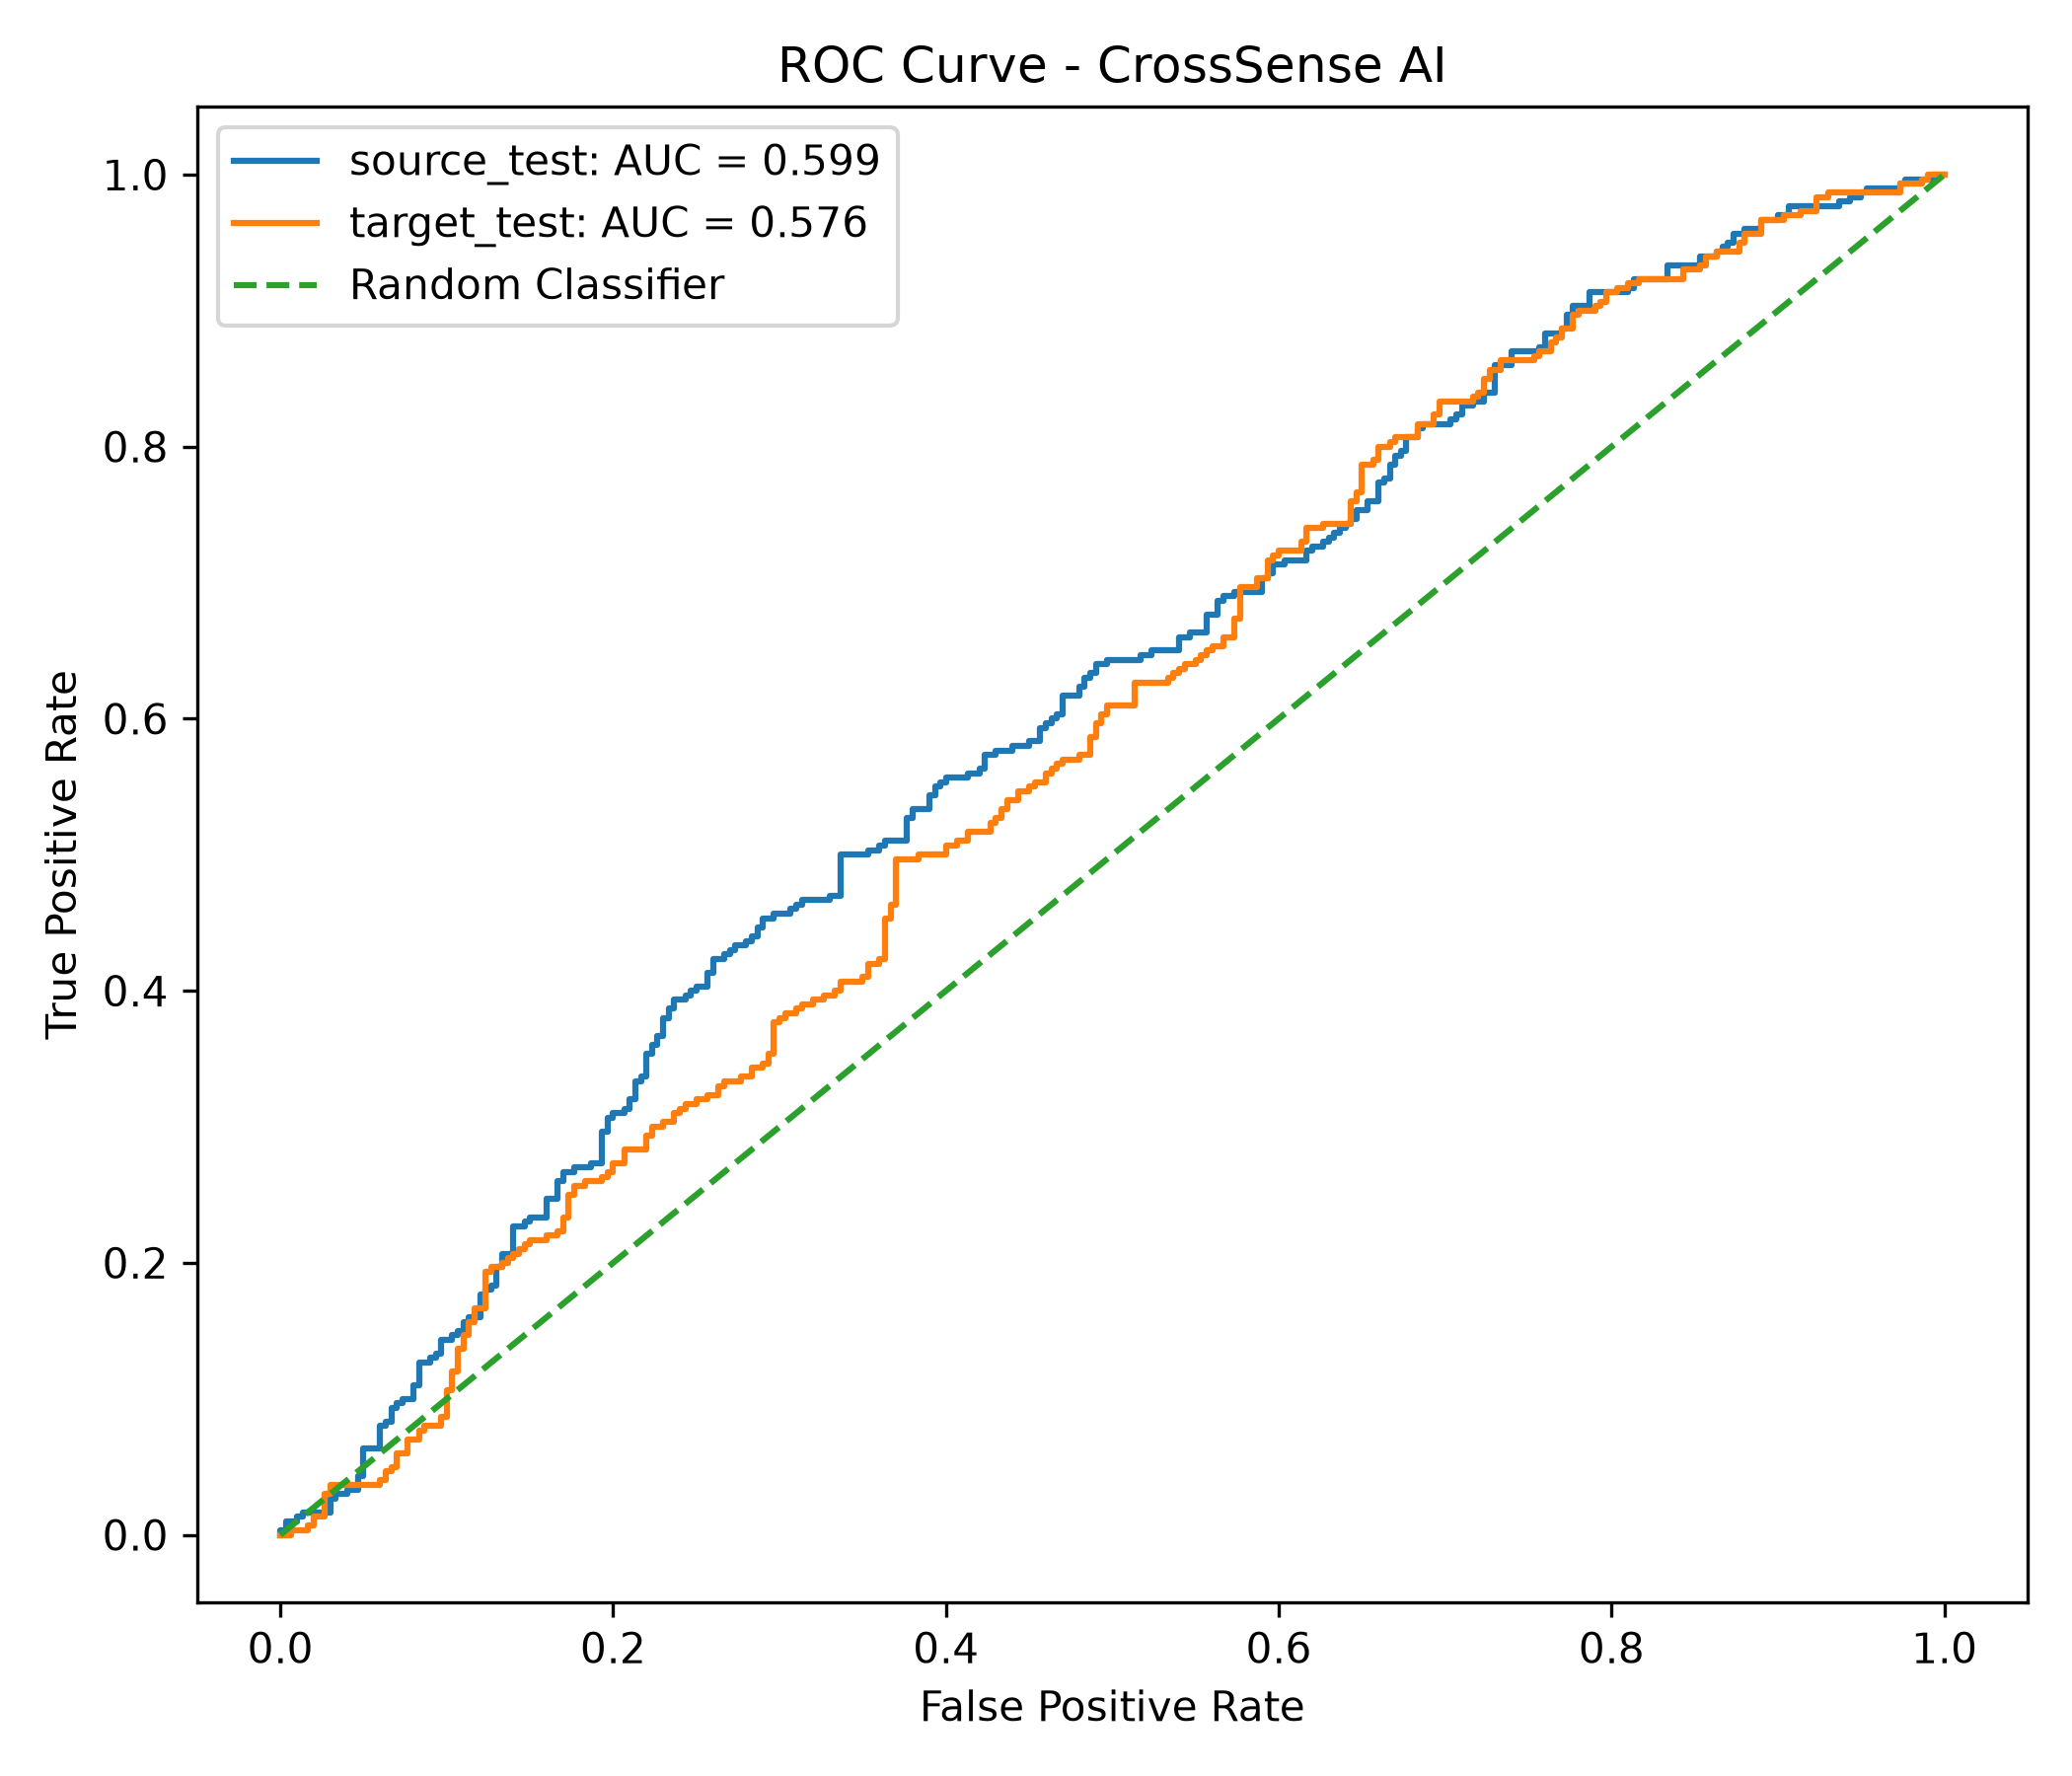 ROC Curve - CrossSense AI
source_test: AUC = 0.599
target_test: AUC = 0.576
Random Classifier
True Positive Rate
1.0
0.8
0.6
0.4
0.2
0.0
0.0 0.2 0.4 0.6 0.8 1.0
False Positive Rate